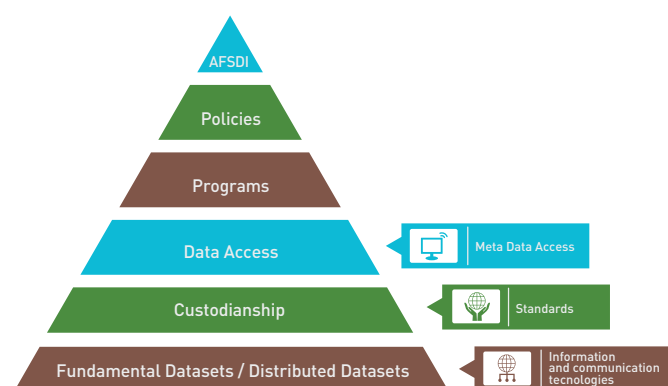 AFSDI
Policies
Programs
Data Access
Meta Data Access
Custodianship
Standards
Fundamental Datasets / Distributed Datasets
Information
and communication
tecnologies